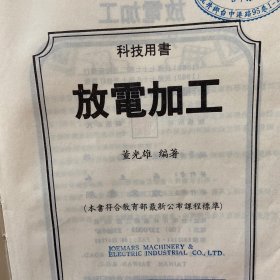 科技用書
放電加工
董光雄 編著
(本書符合教育部最新公布課程標準)
JOEMARS MACHINERY &
ELECTRIC INDUSTRIAL CO., LTD.